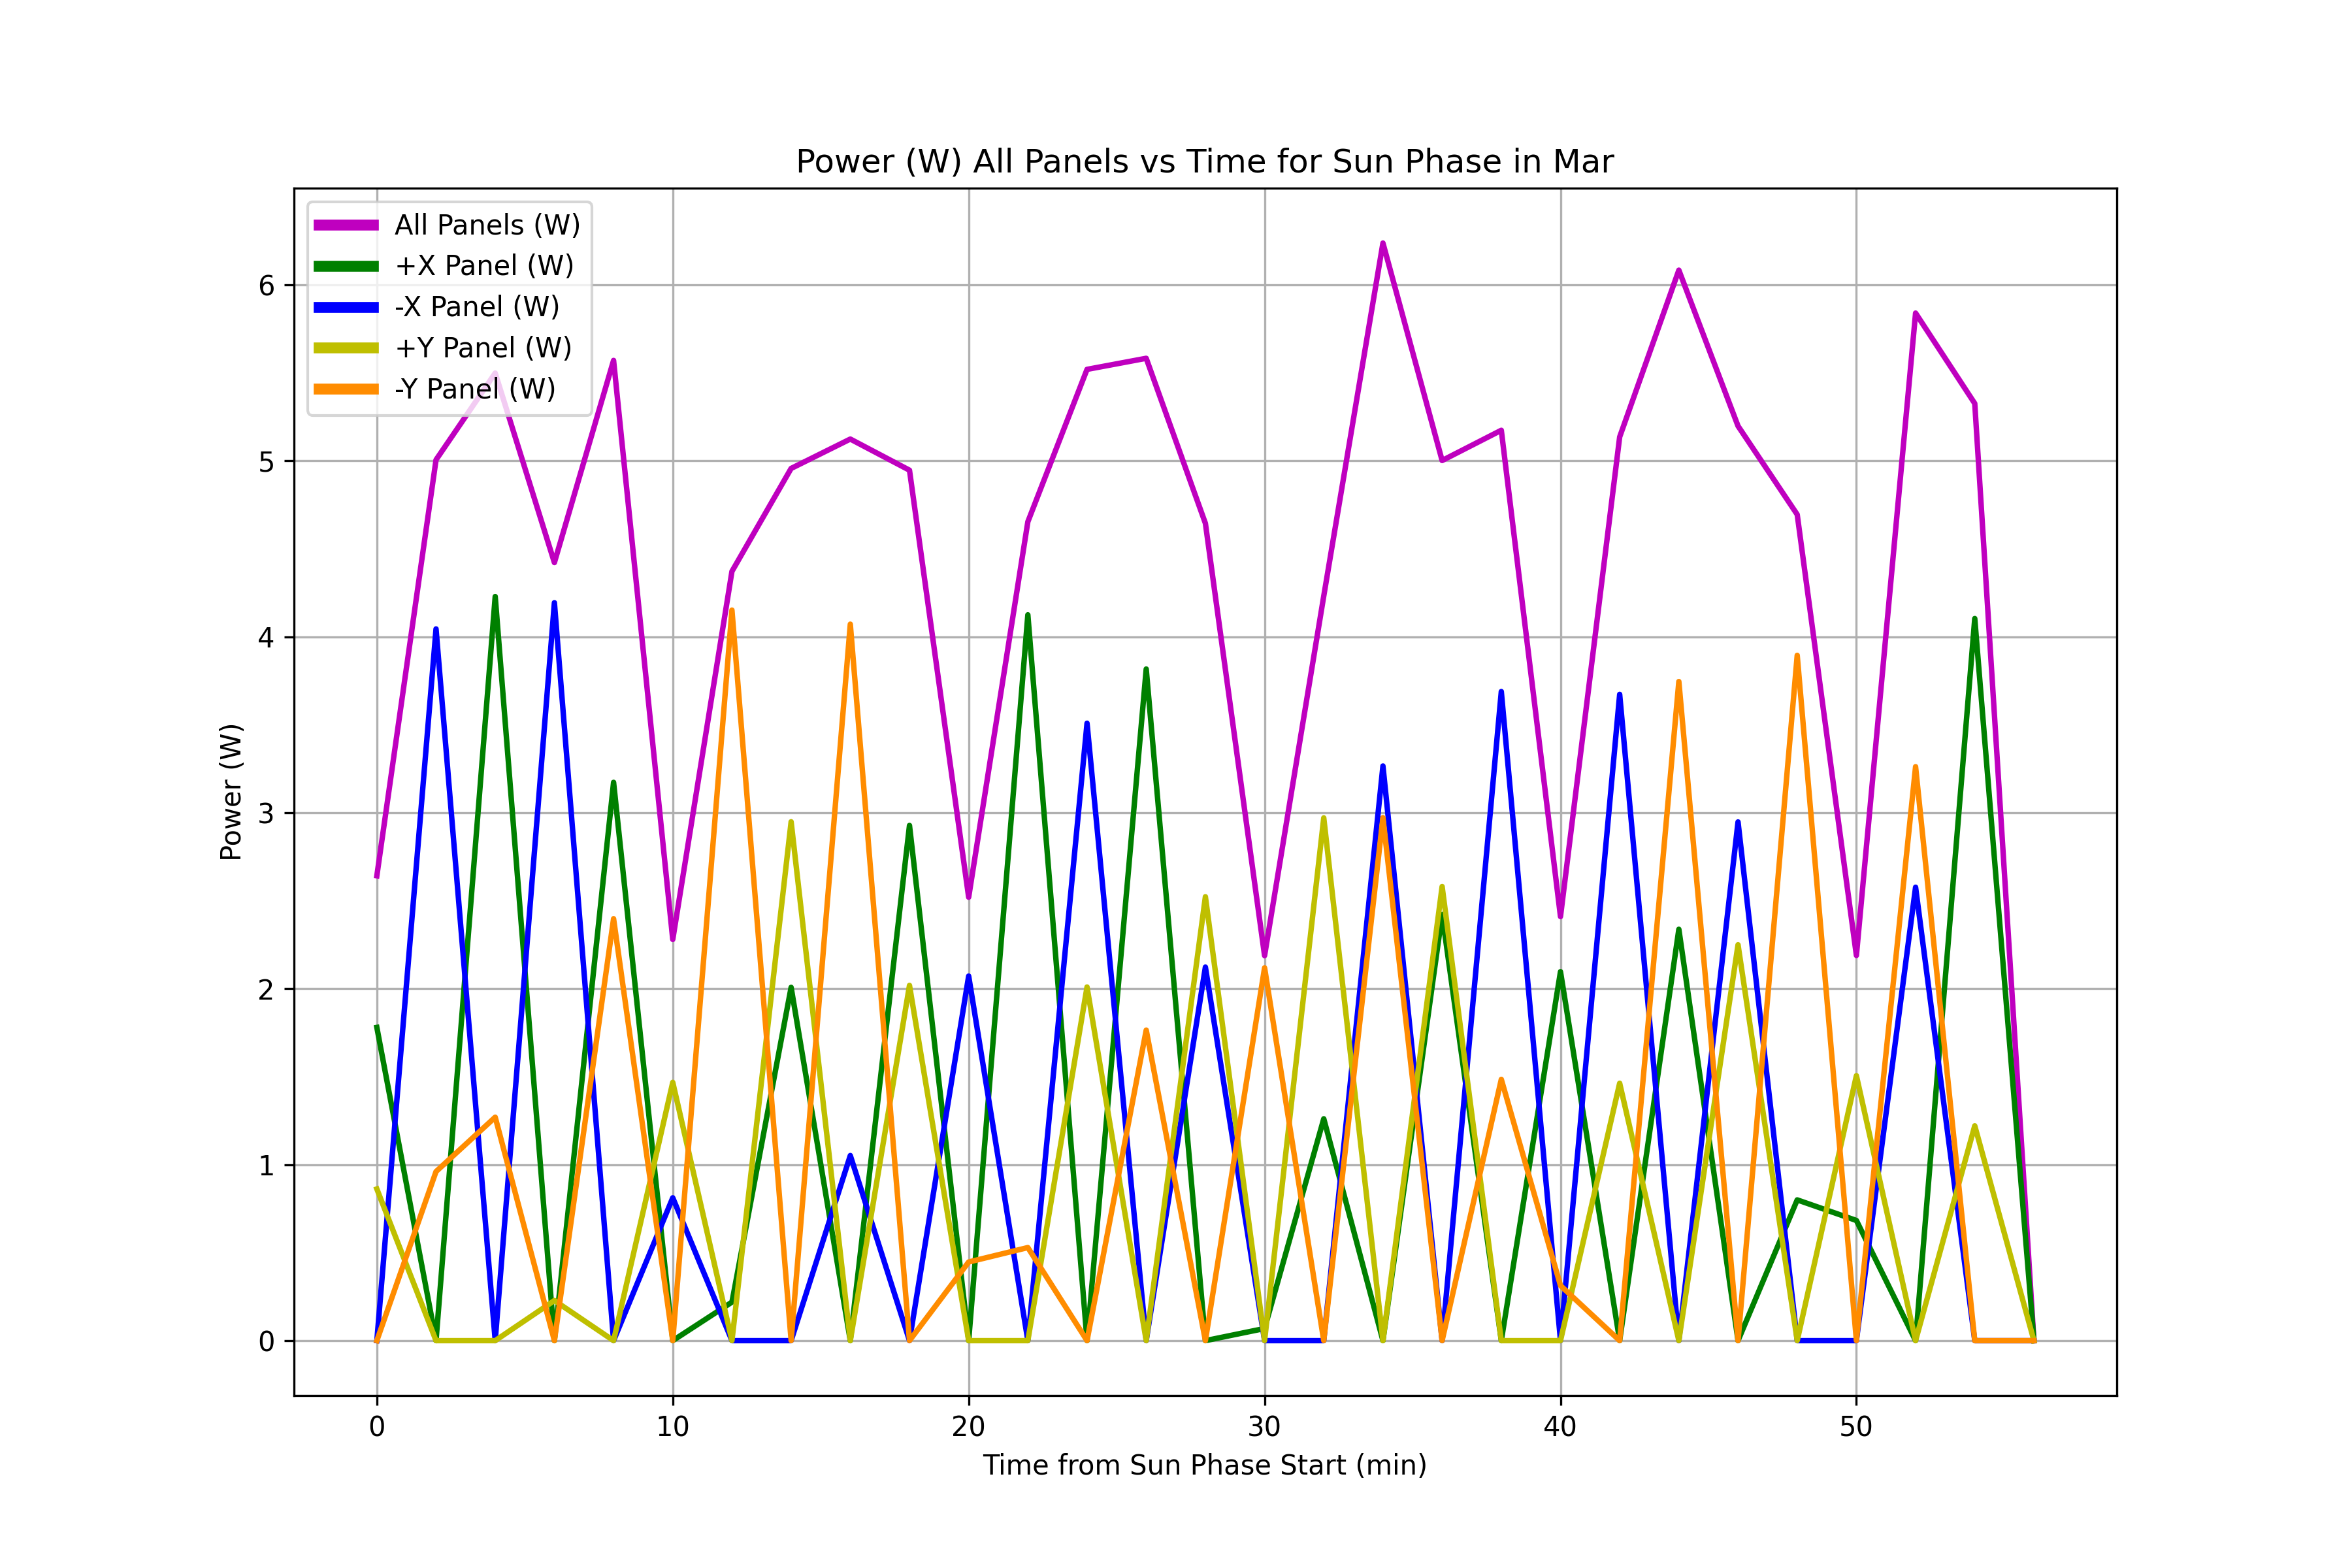 Power (W) All Panels vs Time for Sun Phase in Mar
All Panels (W)
+X Panel (W)
-X Panel (W)
+Y Panel (W)
-Y Panel (W)
6
5
4
3
2
1
0
Power (W)
0 10 20 30 40 50
Time from Sun Phase Start (min)